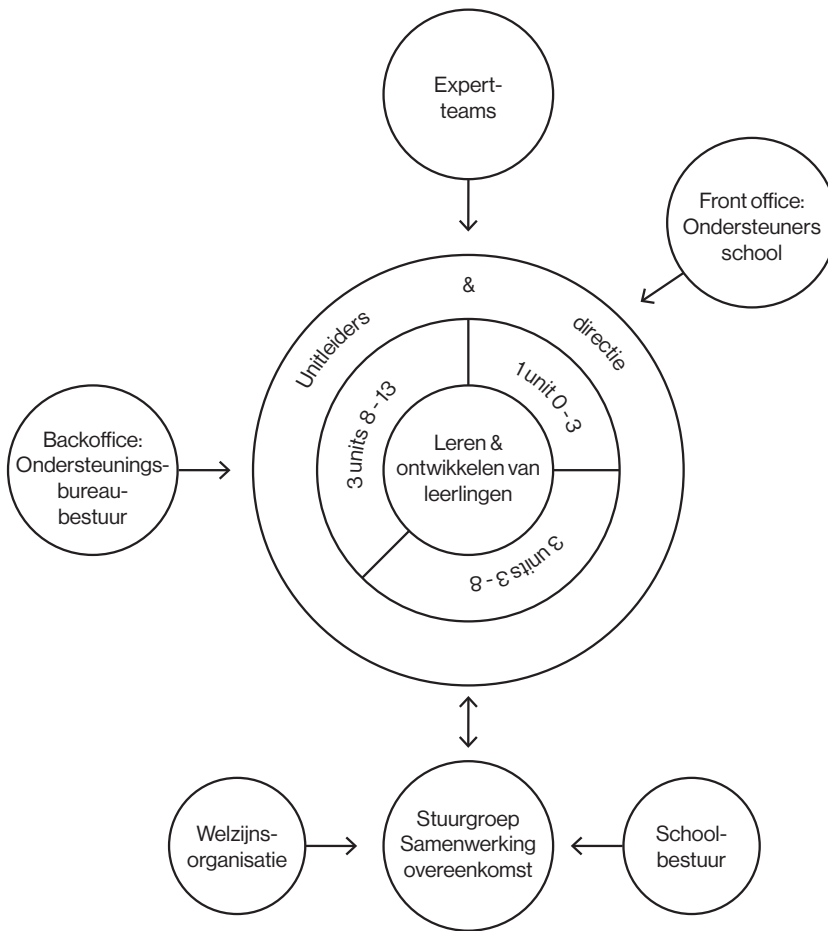 Expert-
teams
Front office:
Ondersteuners
school
Unitleiders & directie
3 units 8 - 13
1 unit 0 - 3
Leren &
ontwikkelen van
leerlingen
3 units 3 - 8
Backoffice:
Ondersteunings-
bureau-
bestuur
Welzijns-
organisatie
Stuurgroep
Samenwerking
overeenkomst
School-
bestuur